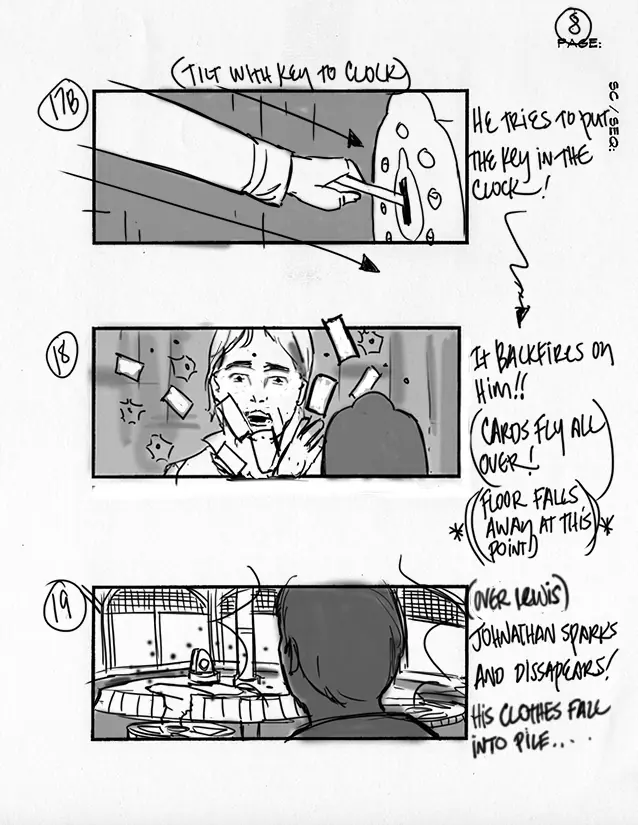 8
PAGE:
SC / SEQ:
(TILT WITH KEY TO CLOCK)
17B
HE TRIES TO PUT
THE KEY IN THE
CLOCK!
18
IT BACKFIRES ON
HIM!!
(CARDS FLY ALL
OVER!)
*(FLOOR FALLS
AWAY AT THIS
POINT!)*
19
(OVER LEWIS)
JOHNATHAN SPARKS
AND DISSAPEARS!
HIS CLOTHES FALL
INTO PILE....